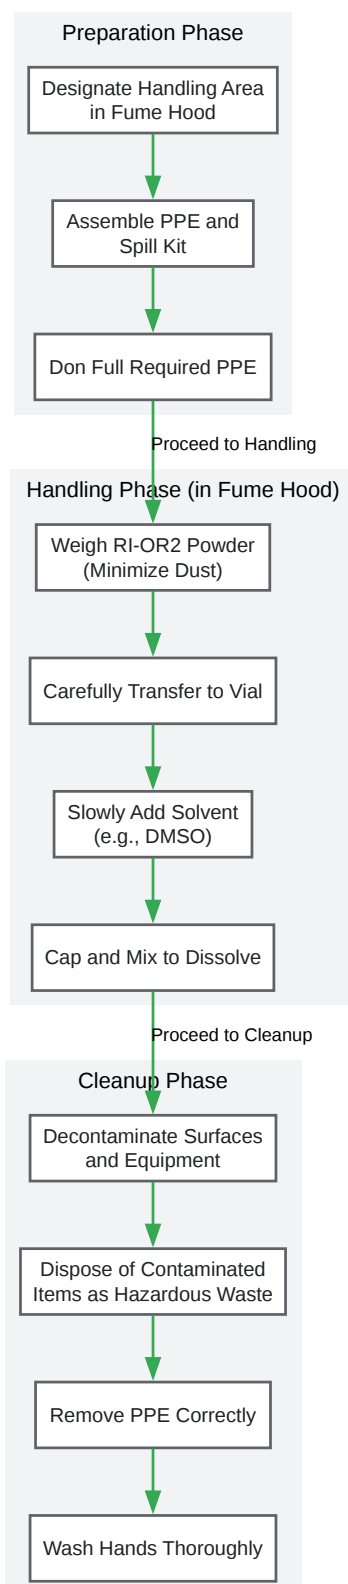 Preparation Phase
Designate Handling Area
in Fume Hood
Assemble PPE and
Spill Kit
Don Full Required PPE
Proceed to Handling
Handling Phase (in Fume Hood)
Weigh RI-OR2 Powder
(Minimize Dust)
Carefully Transfer to Vial
Slowly Add Solvent
(e.g., DMSO)
Cap and Mix to Dissolve
Proceed to Cleanup
Cleanup Phase
Decontaminate Surfaces
and Equipment
Dispose of Contaminated
Items as Hazardous Waste
Remove PPE Correctly
Wash Hands Thoroughly